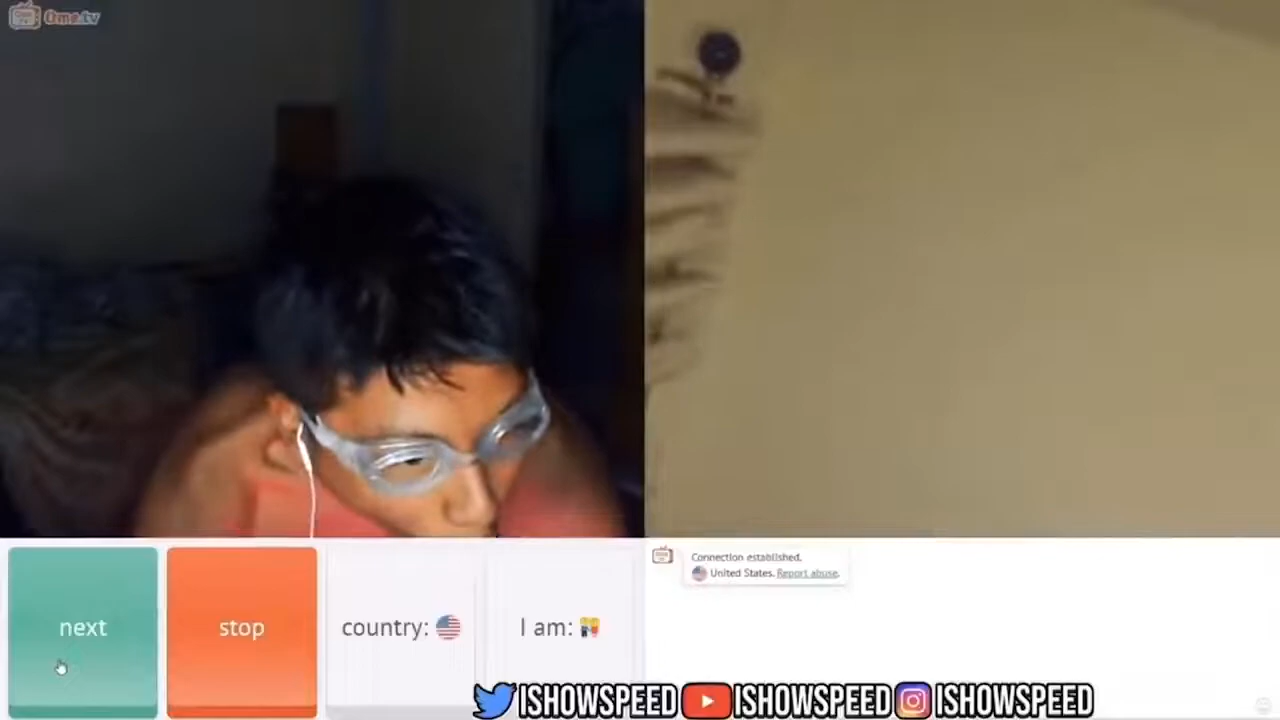 Ome.tv
next
stop
country:
I am:
Connection established.
United States. Report abuse.
ISHOWSPEED ISHOWSPEED ISHOWSPEED